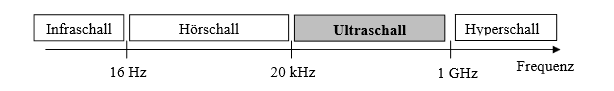 Infraschall Hörschall Ultraschall Hyperschall
16 Hz 20 kHz 1 GHz Frequenz